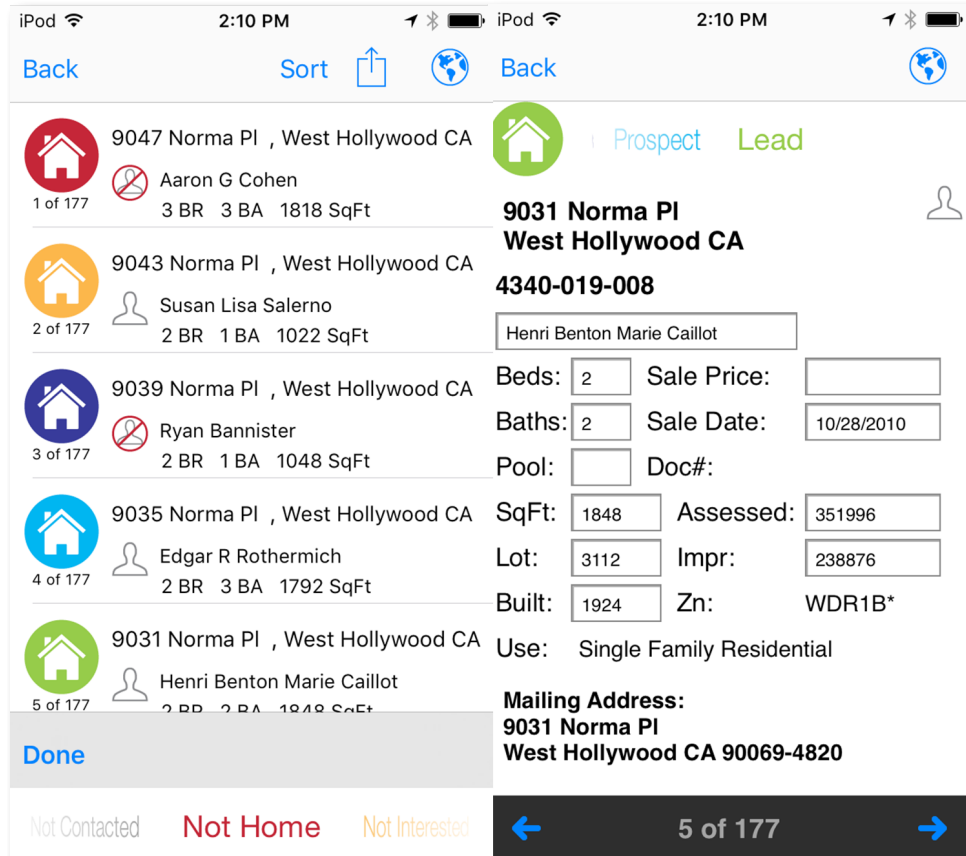 iPod 2:10 PM
Back Sort
9047 Norma Pl , West Hollywood CA
Aaron G Cohen
1 of 177
3 BR 3 BA 1818 SqFt
9043 Norma Pl , West Hollywood CA
Susan Lisa Salerno
2 of 177
2 BR 1 BA 1022 SqFt
9039 Norma Pl , West Hollywood CA
Ryan Bannister
3 of 177
2 BR 1 BA 1048 SqFt
9035 Norma Pl , West Hollywood CA
Edgar R Rothermich
4 of 177
2 BR 3 BA 1792 SqFt
9031 Norma Pl , West Hollywood CA
Henri Benton Marie Caillot
5 of 177
2 BR 2 BA 1848 SqFt
Done
Not Contacted Not Home Not Interested
iPod 2:10 PM
Back
Prospect Lead
9031 Norma Pl
West Hollywood CA
4340-019-008
Henri Benton Marie Caillot
Beds: 2 Sale Price:
Baths: 2 Sale Date: 10/28/2010
Pool: Doc#:
SqFt: 1848 Assessed: 351996
Lot: 3112 Impr: 238876
Built: 1924 Zn: WDR1B*
Use: Single Family Residential
Mailing Address:
9031 Norma Pl
West Hollywood CA 90069-4820
5 of 177